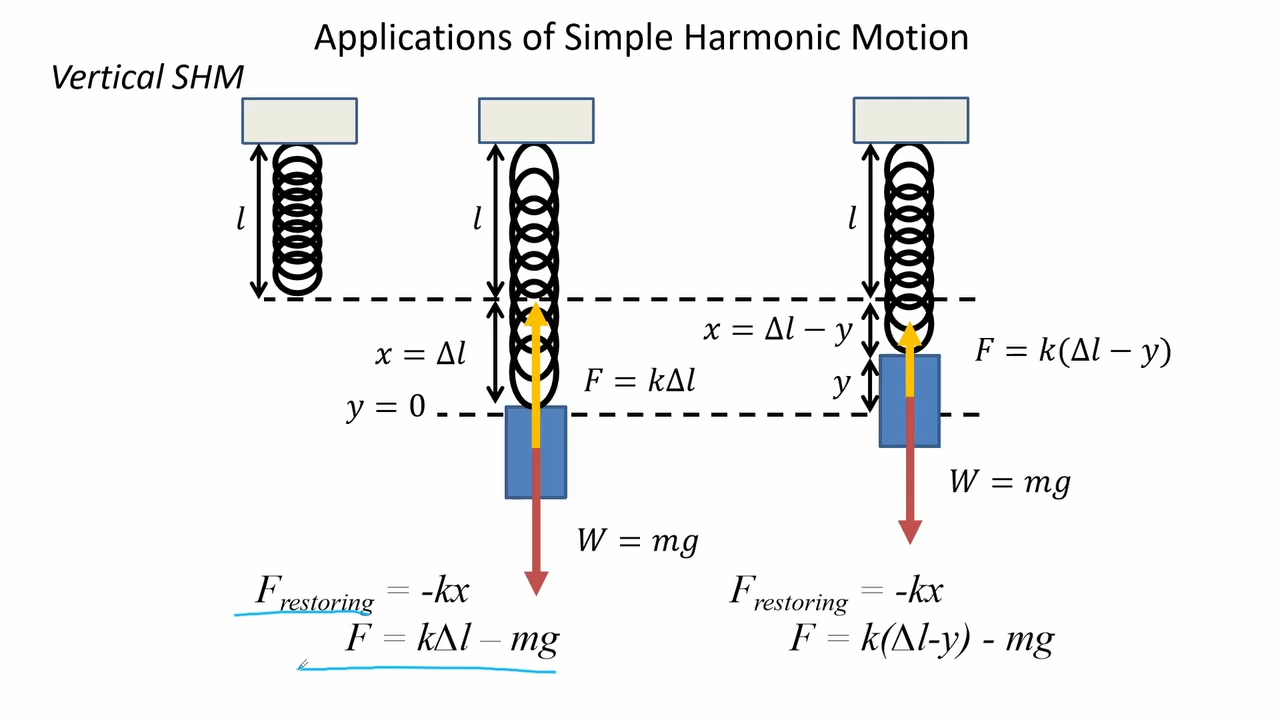 Applications of Simple Harmonic Motion
Vertical SHM
l
l
l
x = Δl
y = 0
F = kΔl
W = mg
x = Δl − y
y
F = k(Δl − y)
W = mg
F_restoring = -kx
F = kΔl – mg
F_restoring = -kx
F = k(Δl-y) - mg